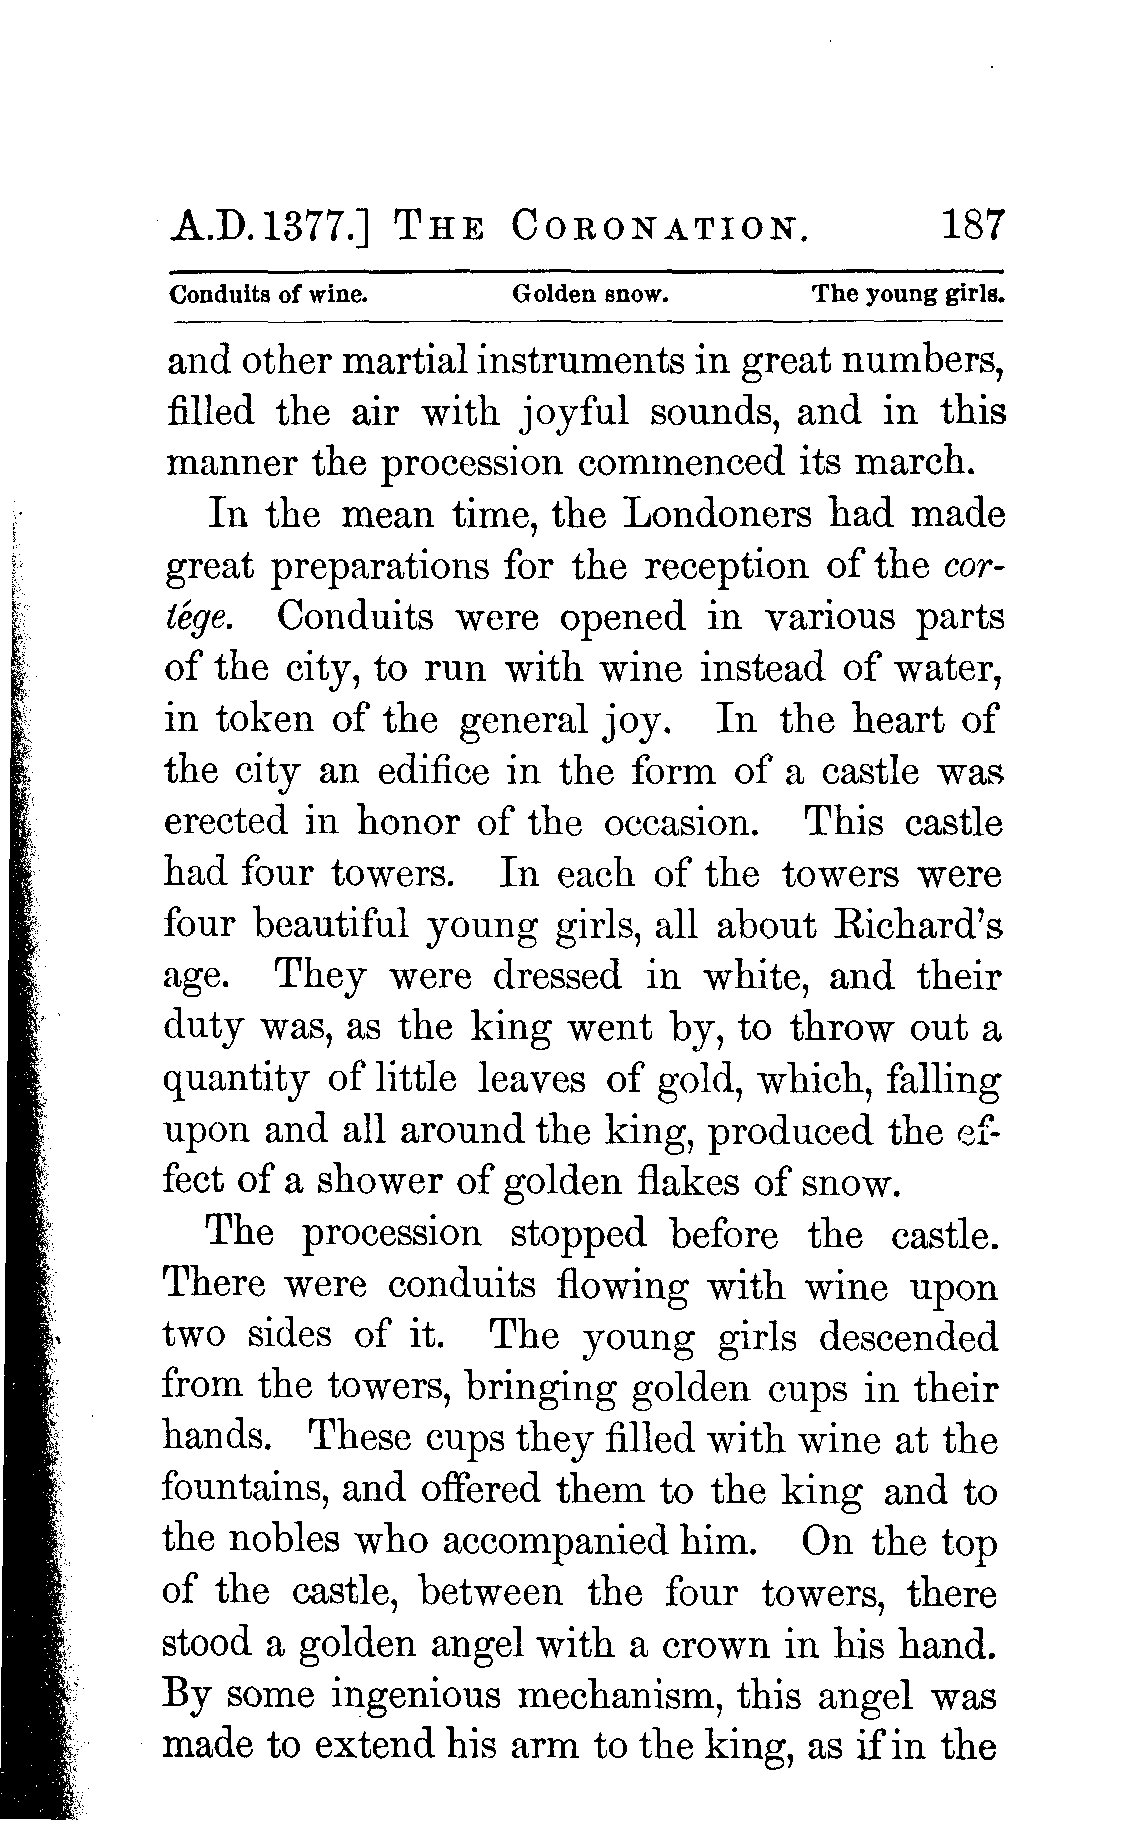 A.D. 1377.] THE CORONATION. 187
Conduits of wine. Golden snow. The young girls.
and other martial instruments in great numbers,
filled the air with joyful sounds, and in this
manner the procession commenced its march.
In the mean time, the Londoners had made
great preparations for the reception of the cor-
tége. Conduits were opened in various parts
of the city, to run with wine instead of water,
in token of the general joy. In the heart of
the city an edifice in the form of a castle was
erected in honor of the occasion. This castle
had four towers. In each of the towers were
four beautiful young girls, all about Richard's
age. They were dressed in white, and their
duty was, as the king went by, to throw out a
quantity of little leaves of gold, which, falling
upon and all around the king, produced the ef-
fect of a shower of golden flakes of snow.
The procession stopped before the castle.
There were conduits flowing with wine upon
two sides of it. The young girls descended
from the towers, bringing golden cups in their
hands. These cups they filled with wine at the
fountains, and offered them to the king and to
the nobles who accompanied him. On the top
of the castle, between the four towers, there
stood a golden angel with a crown in his hand.
By some ingenious mechanism, this angel was
made to extend his arm to the king, as if in the